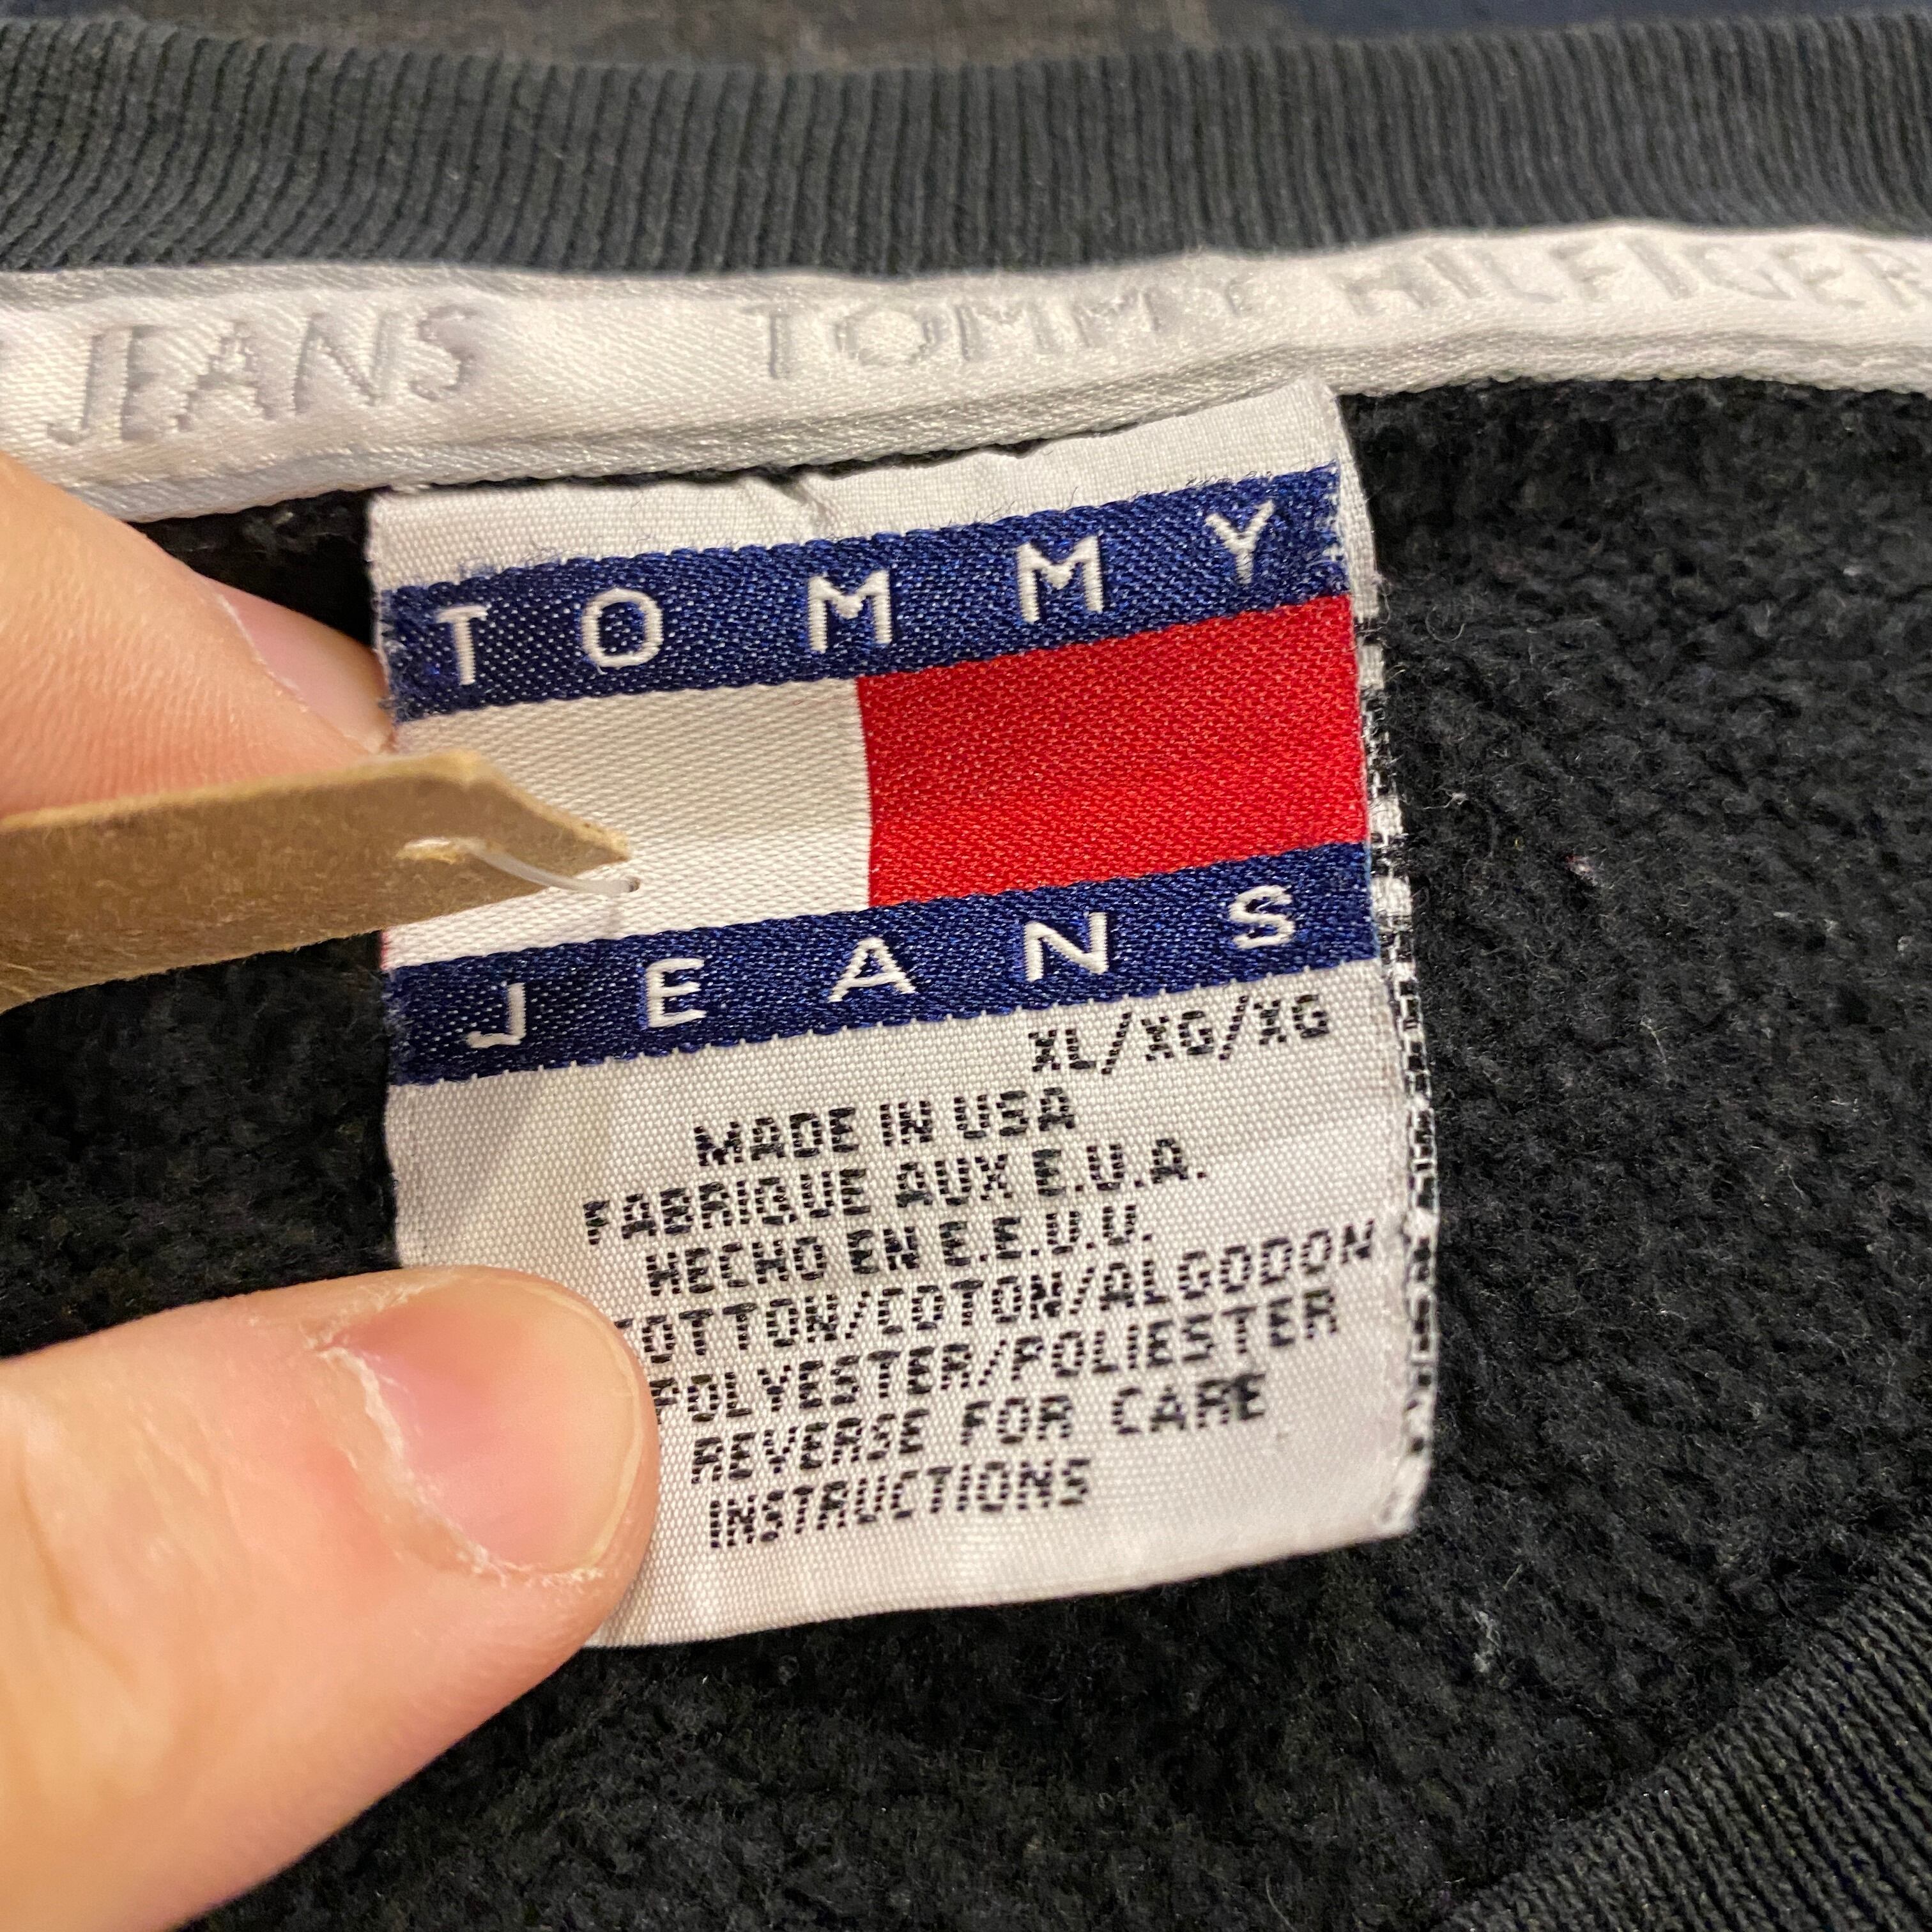 JEANS TOMMY HILFIGER
TOMMY
JEANS
XL/XG/XG
MADE IN USA
FABRIQUE AUX E.U.A.
HECHO EN E.E.U.U.
COTTON/COTON/ALGODON
POLYESTER/POLIESTER
REVERSE FOR CARE
INSTRUCTIONS